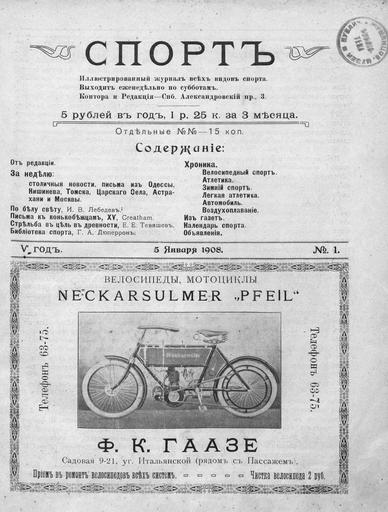 СПОРТЪ
Иллюстрированный журналъ всѣхъ видовъ спорта.
Выходитъ еженедѣльно по субботамъ.
Контора и Редакція—Спб. Александровскій пр., 3.
5 рублей въ годъ, 1 р. 25 к. за 3 мѣсяца.
Отдѣльные №№—15 коп.
Содержаніе:
Отъ редакціи.
За недѣлю:
столичныя новости, письма изъ Одессы,
Кишинева, Томска, Царскаго Села, Астра-
хани и Москвы.
По бѣлу свѣту, И. В. Лебедевъ.
Письма къ конькобѣжцамъ, XV, Creatham.
Стрѣльба въ цѣль въ древности, Е. Е. Тевяшовъ.
Библіотека спорта, Г. А. Дюперронъ.
Хроника.
Велосипедный спортъ.
Атлетика.
Зимній спортъ.
Легкая атлетика.
Автомобиль.
Воздухоплаваніе.
Изъ газетъ.
Календарь спорта.
Объявленія.
V годъ.
5 Января 1908.
№ 1.
ВЕЛОСИПЕДЫ, МОТОЦИКЛЫ
NECKARSULMER „PFEIL“
Телефонъ 63-75.
Телефонъ 63-75.
Ф. К. ГААЗЕ
Садовая 9-21, уг. Итальянской (рядомъ съ Пассажемъ).
Пріемъ въ ремонтъ велосипедовъ всѣхъ системъ.
Чистка велосипеда 2 руб.